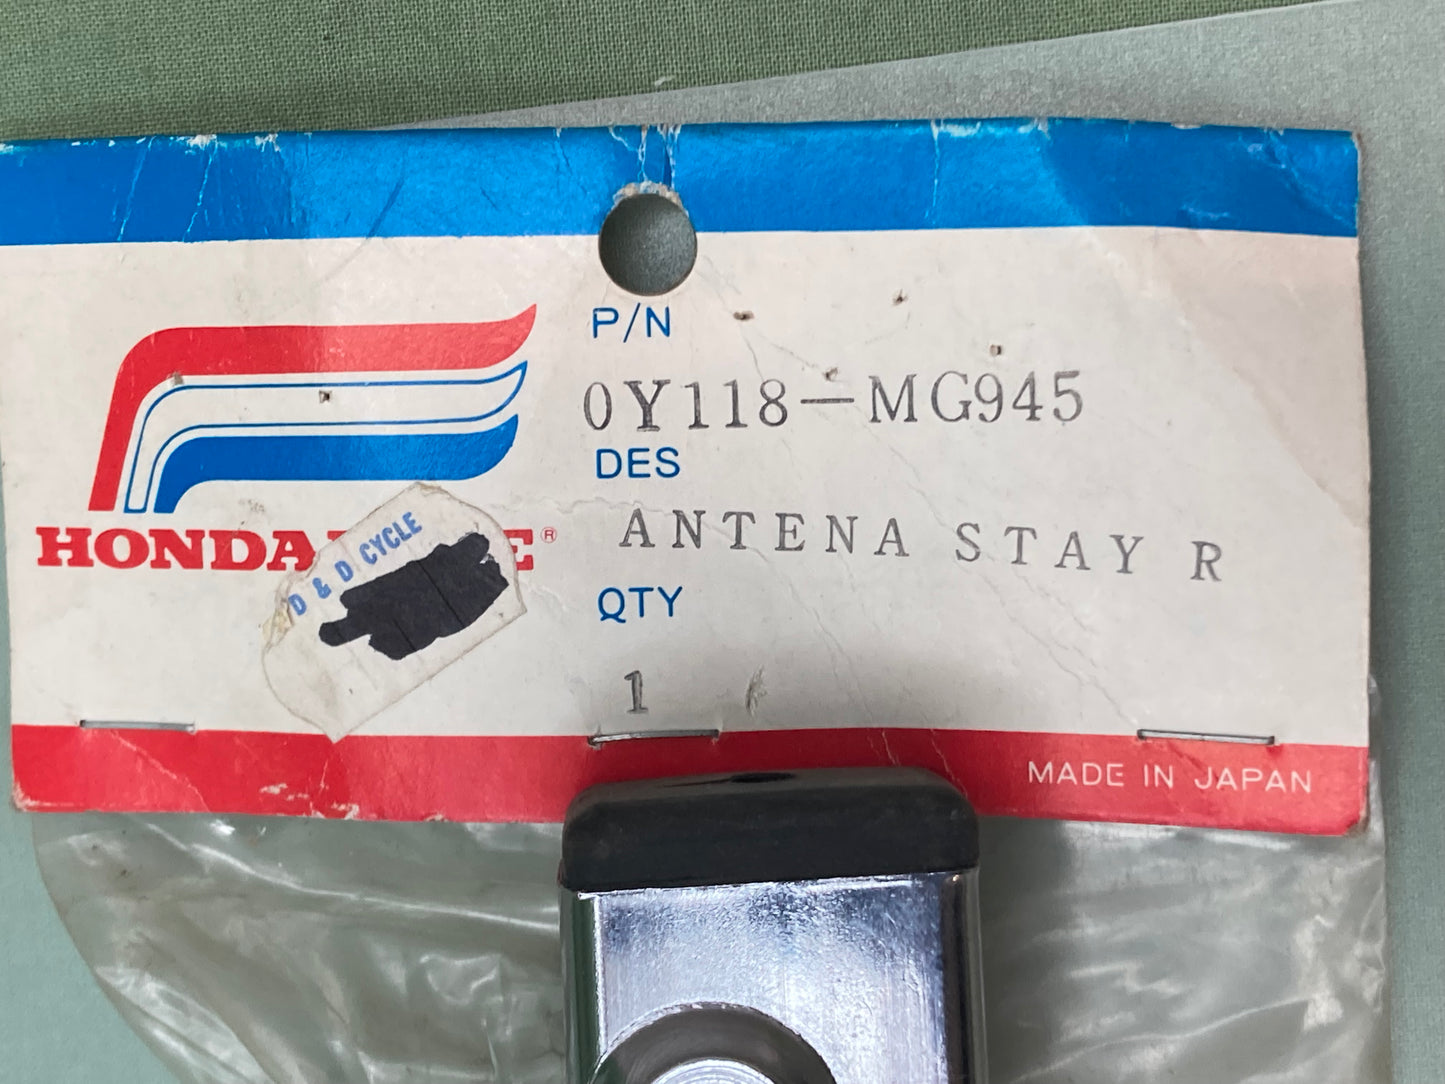 P/N
0Y118-MG945
DES
ANTENA STAY R
QTY
1
HONDA E®
D & D CYCLE
MADE IN JAPAN